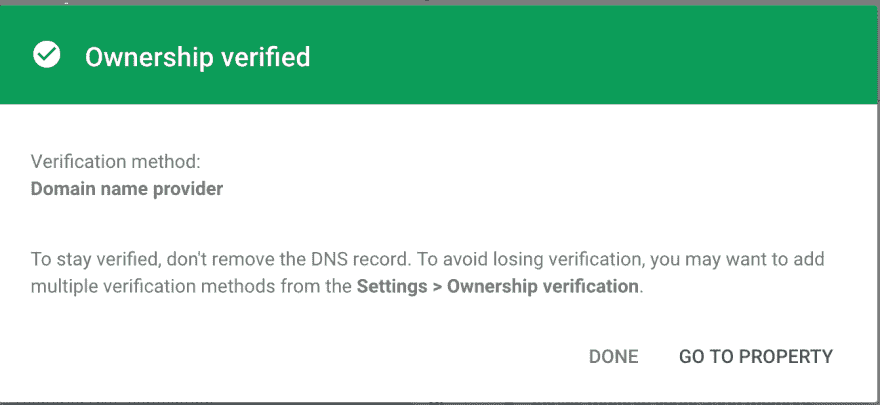 Ownership verified
Verification method:
Domain name provider
To stay verified, don't remove the DNS record. To avoid losing verification, you may want to add
multiple verification methods from the Settings > Ownership verification.
DONE GO TO PROPERTY